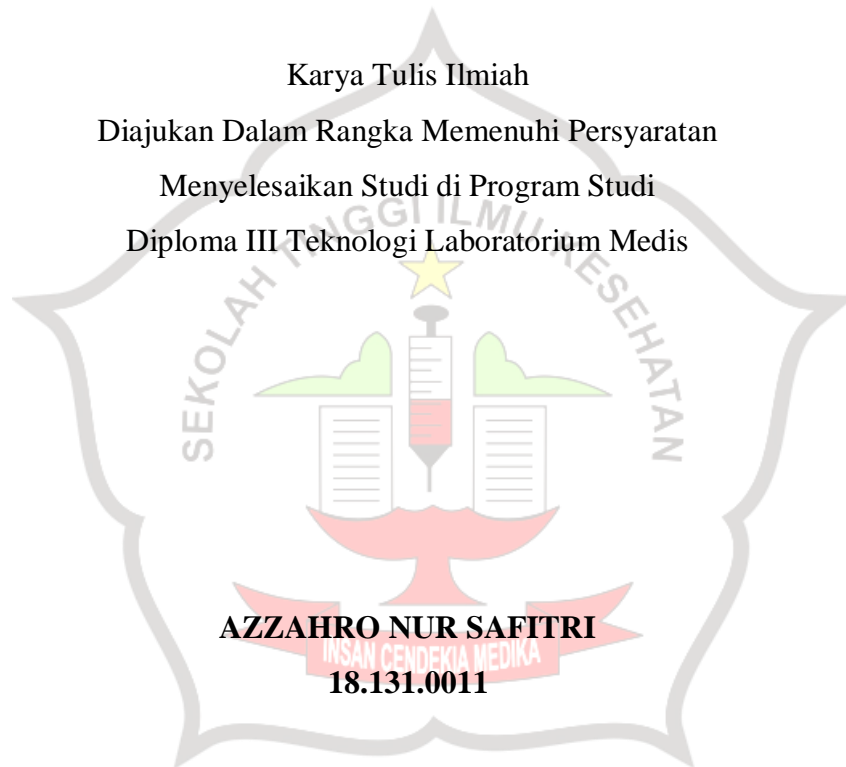 Karya Tulis Ilmiah
Diajukan Dalam Rangka Memenuhi Persyaratan
Menyelesaikan Studi di Program Studi
Diploma III Teknologi Laboratorium Medis
SEKOLAH TINGGI ILMU KESEHATAN
AZZAHRO NUR SAFITRI
INSAN CENDEKIA MEDIKA
18.131.0011